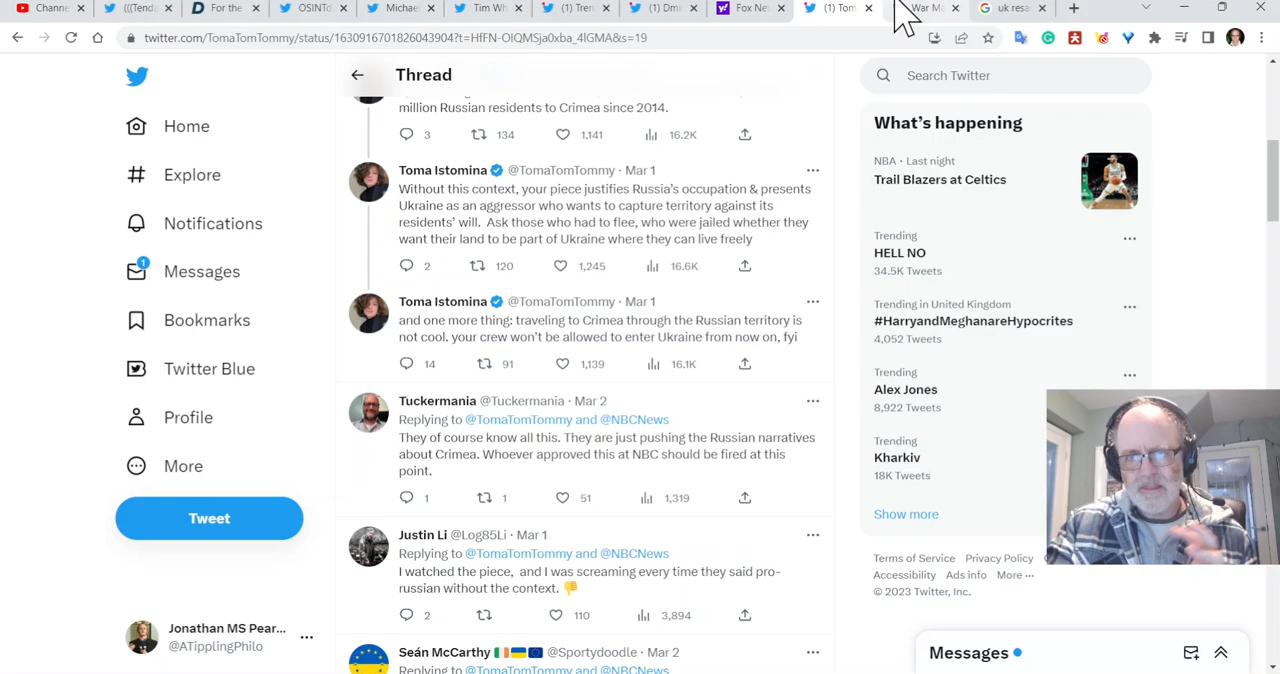 Channe
(((Tenda
For the
OSINTo
Michae
Tim Wh
(1) Tren
(1) Dmi
Fox Ne
(1) Tom
War Ma
uk resa
twitter.com/TomaTomTommy/status/1630916701826043904?t=HfFN-OIQMSja0xba_4lGMA&s=19
Home
Explore
Notifications
1
Messages
Bookmarks
Twitter Blue
Profile
More
Tweet
Jonathan MS Pear...
@ATipplingPhilo
Thread
million Russian residents to Crimea since 2014.
3 134 1,141 16.2K
Toma Istomina @TomaTomTommy · Mar 1
Without this context, your piece justifies Russia's occupation & presents
Ukraine as an aggressor who wants to capture territory against its
residents' will. Ask those who had to flee, who were jailed whether they
want their land to be part of Ukraine where they can live freely
2 120 1,245 16.6K
Toma Istomina @TomaTomTommy · Mar 1
and one more thing: traveling to Crimea through the Russian territory is
not cool. your crew won't be allowed to enter Ukraine from now on, fyi
14 91 1,139 16.1K
Tuckermania @Tuckermania · Mar 2
Replying to @TomaTomTommy and @NBCNews
They of course know all this. They are just pushing the Russian narratives
about Crimea. Whoever approved this at NBC should be fired at this
point.
1 1 51 1,319
Justin Li @Log85Li · Mar 1
Replying to @TomaTomTommy and @NBCNews
I watched the piece, and I was screaming every time they said pro-
russian without the context. 👎
2 110 3,894
Seán McCarthy 🇮🇪🇺🇦🇪🇺 @Sportydoodle · Mar 2
Replying to @TomaTomTommy and @NBCNews
Search Twitter
What's happening
NBA · Last night
Trail Blazers at Celtics
Trending
HELL NO
34.5K Tweets
Trending in United Kingdom
#HarryandMeghanareHypocrites
4,052 Tweets
Trending
Alex Jones
8,922 Tweets
Trending
Kharkiv
18K Tweets
Show more
Terms of Service Privacy Policy
Accessibility Ads info More ···
© 2023 Twitter, Inc.
Messages